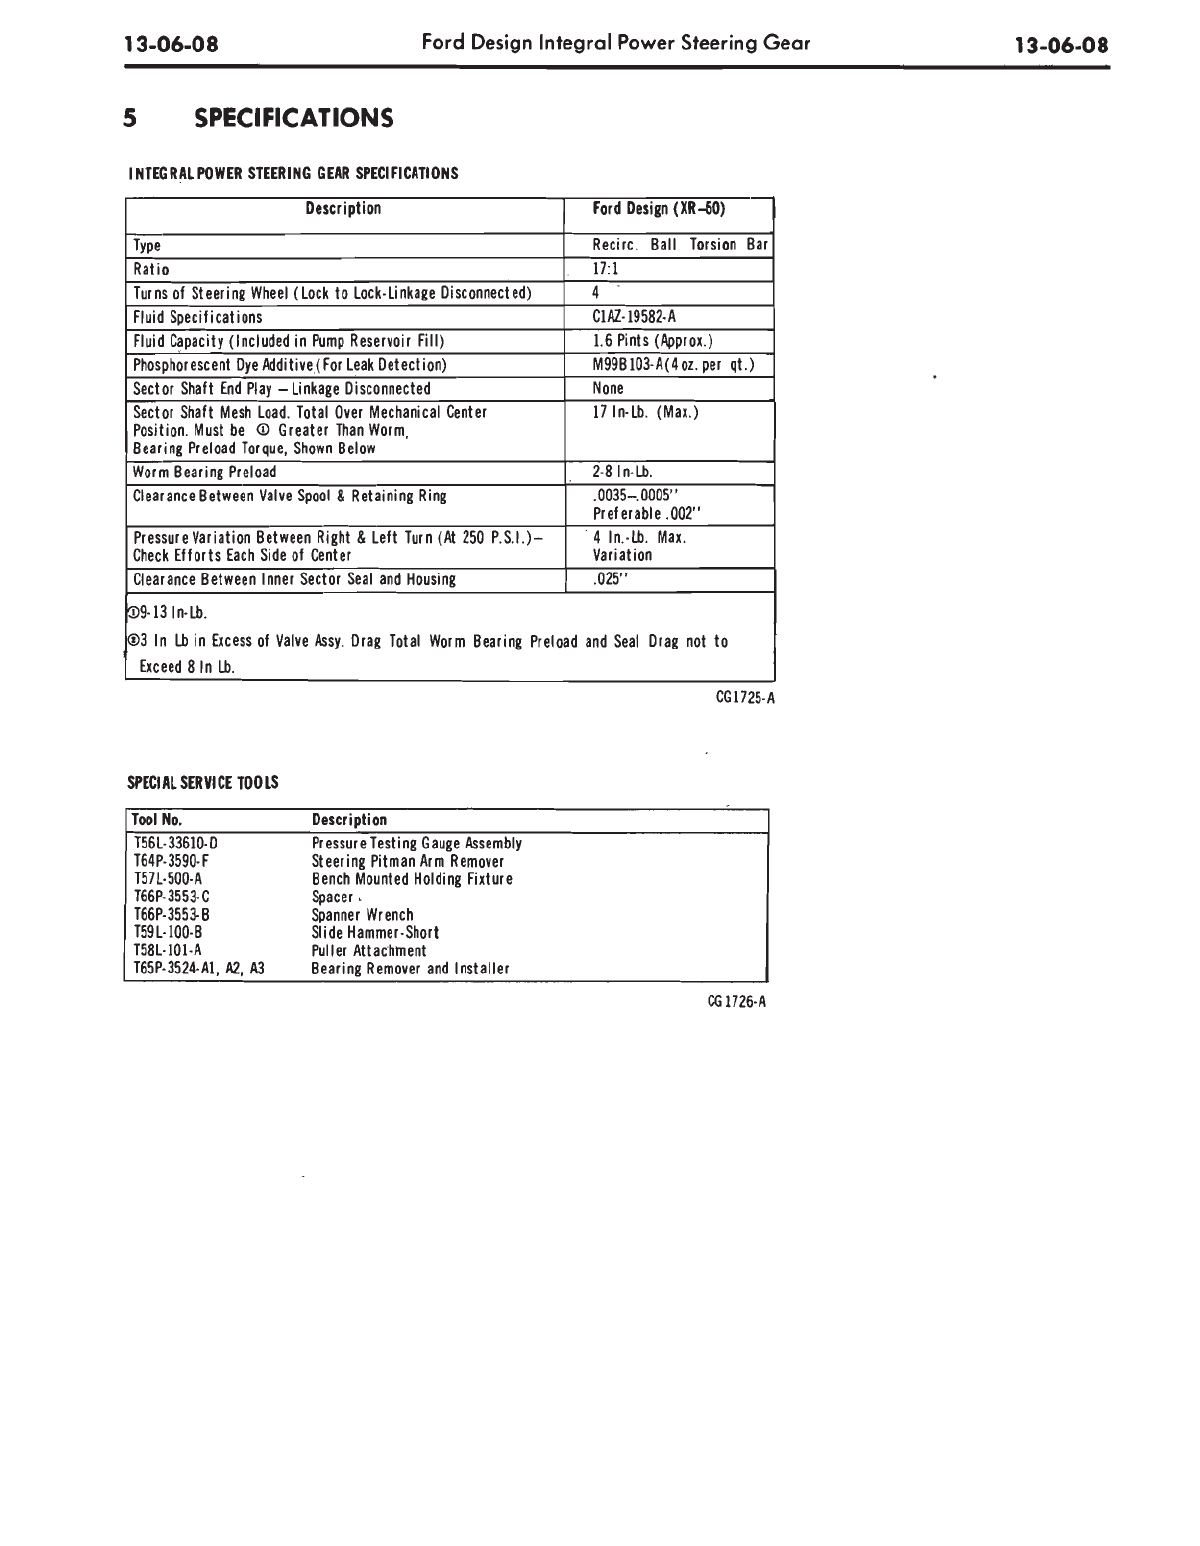 13-06-08 Ford Design Integral Power Steering Gear 13-06-08
5 SPECIFICATIONS
INTEGRAL POWER STEERING GEAR SPECIFICATIONS
Description Ford Design (XR-50)
Type Recirc. Ball Torsion Bar
Ratio 17:1
Turns of Steering Wheel (Lock to Lock-Linkage Disconnected) 4
Fluid Specifications C1AZ-19582-A
Fluid Capacity (Included in Pump Reservoir Fill) 1.6 Pints (Approx.)
Phosphorescent Dye Additive (For Leak Detection) M99B103-A (4 oz. per qt.)
Sector Shaft End Play — Linkage Disconnected None
Sector Shaft Mesh Load. Total Over Mechanical Center 17 In-Lb. (Max.)
Position. Must be ① Greater Than Worm
Bearing Preload Torque, Shown Below
Worm Bearing Preload 2-8 In-Lb.
Clearance Between Valve Spool & Retaining Ring .0035-.0005"
Preferable .002"
Pressure Variation Between Right & Left Turn (At 250 P.S.I.)— 4 In.-Lb. Max.
Check Efforts Each Side of Center Variation
Clearance Between Inner Sector Seal and Housing .025"
①9-13 In-Lb.
②3 In Lb in Excess of Valve Assy. Drag Total Worm Bearing Preload and Seal Drag not to
Exceed 8 In Lb.
CG1725-A
SPECIAL SERVICE TOOLS
Tool No. Description
T56L-33610-D Pressure Testing Gauge Assembly
T64P-3590-F Steering Pitman Arm Remover
T57L-500-A Bench Mounted Holding Fixture
T66P-3553-C Spacer
T66P-3553-B Spanner Wrench
T59L-100-B Slide Hammer-Short
T58L-101-A Puller Attachment
T65P-3524-A1, A2, A3 Bearing Remover and Installer
CG1726-A